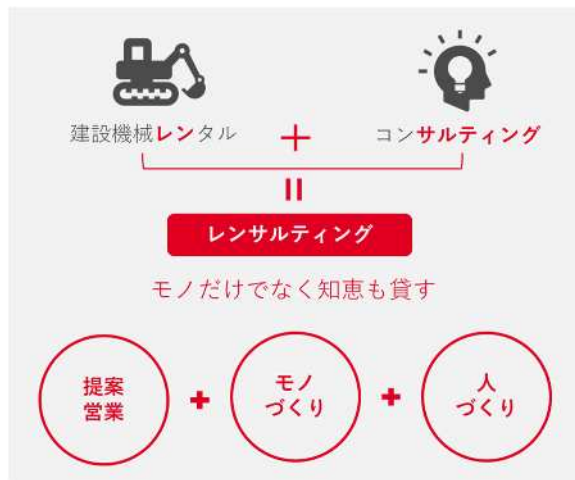 建設機械レンタル + コンサルティング
=
レンサルティング
モノだけでなく知恵も貸す
提案
営業
+
モノ
づくり
+
人
づくり